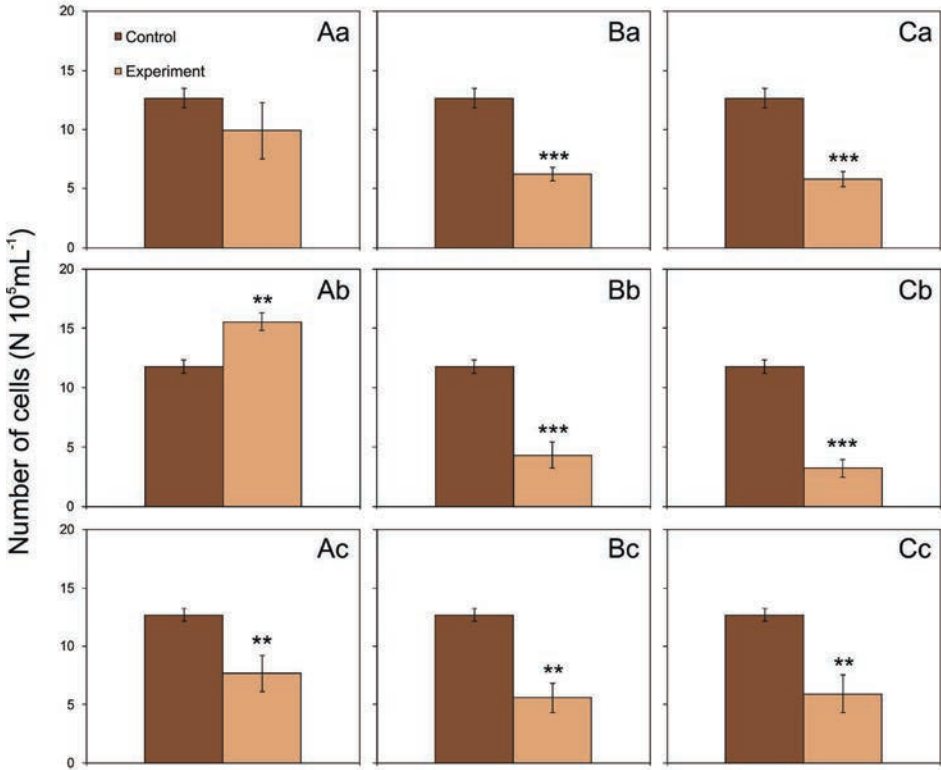 Number of cells (N 10⁵mL⁻¹)
20
15
10
5
0
Control
Experiment
Aa
Ba
***
Ca
***
20
15
10
5
0
Ab
**
Bb
***
Cb
***
20
15
10
5
0
Ac
**
Bc
**
Cc
**